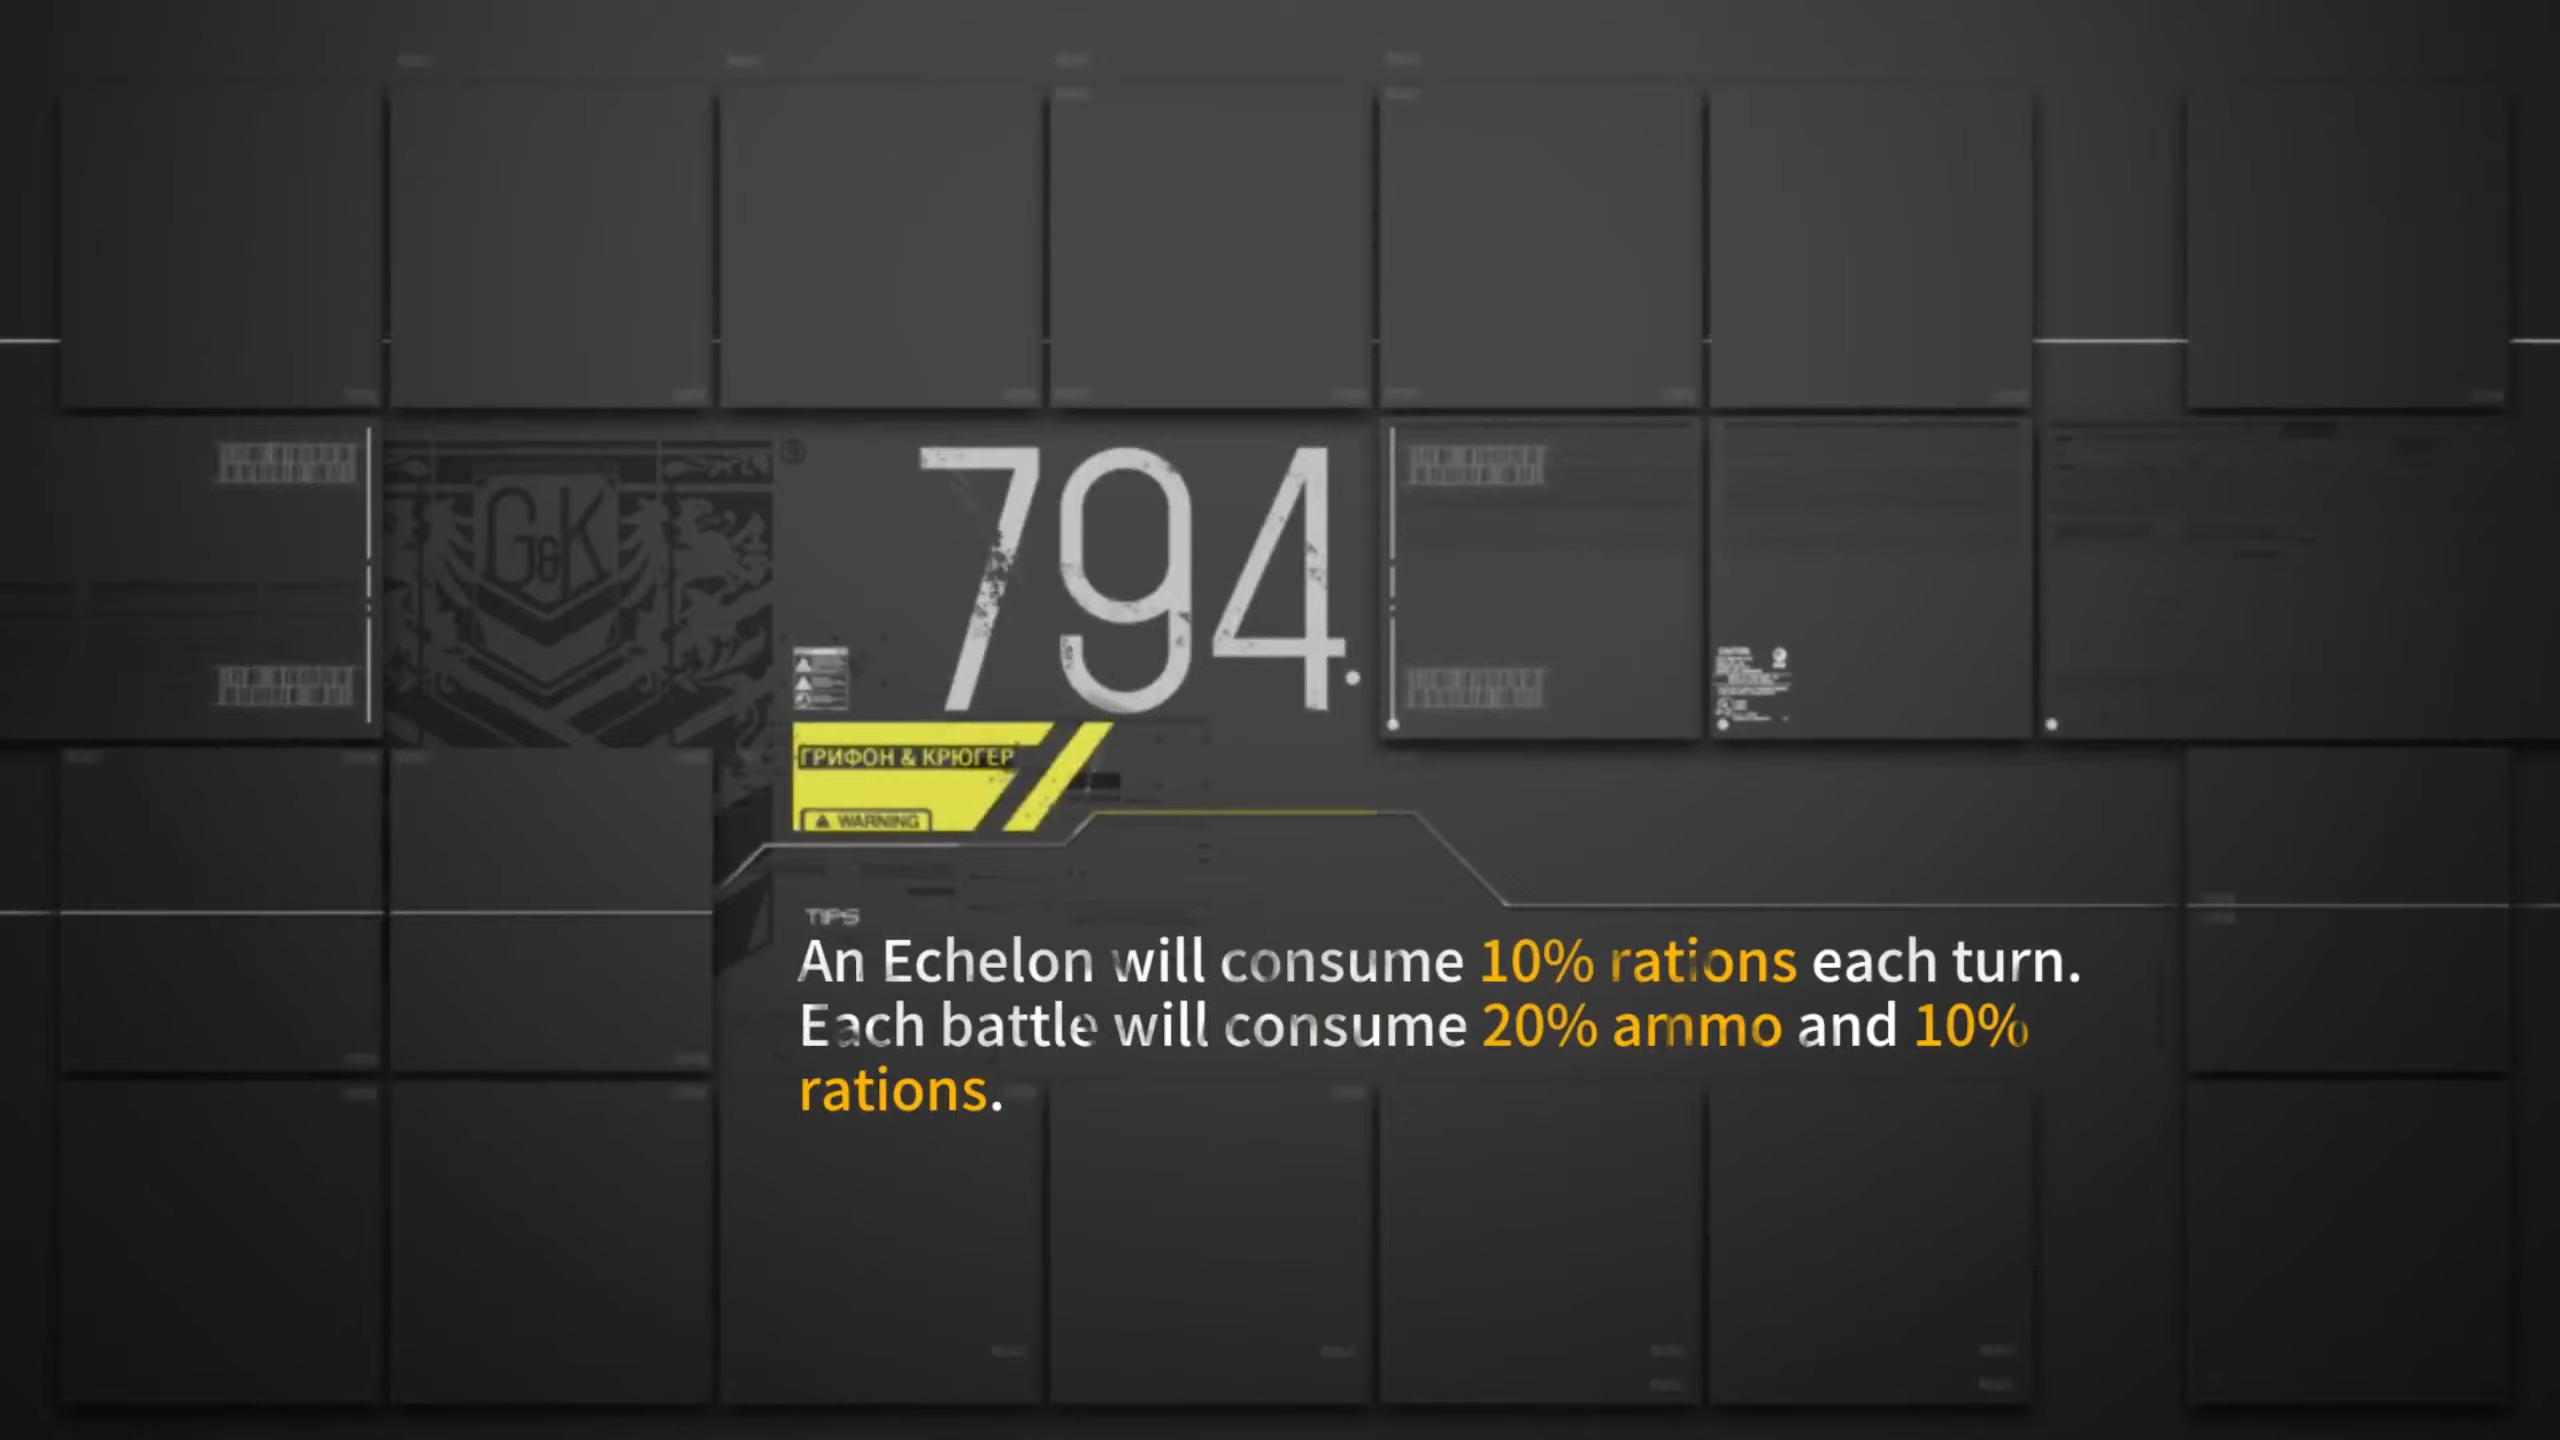 G&K
794.
ГРИФОН & КРЮГЕР
WARNING
TIPS
An Echelon will consume 10% rations each turn.
Each battle will consume 20% ammo and 10%
rations.